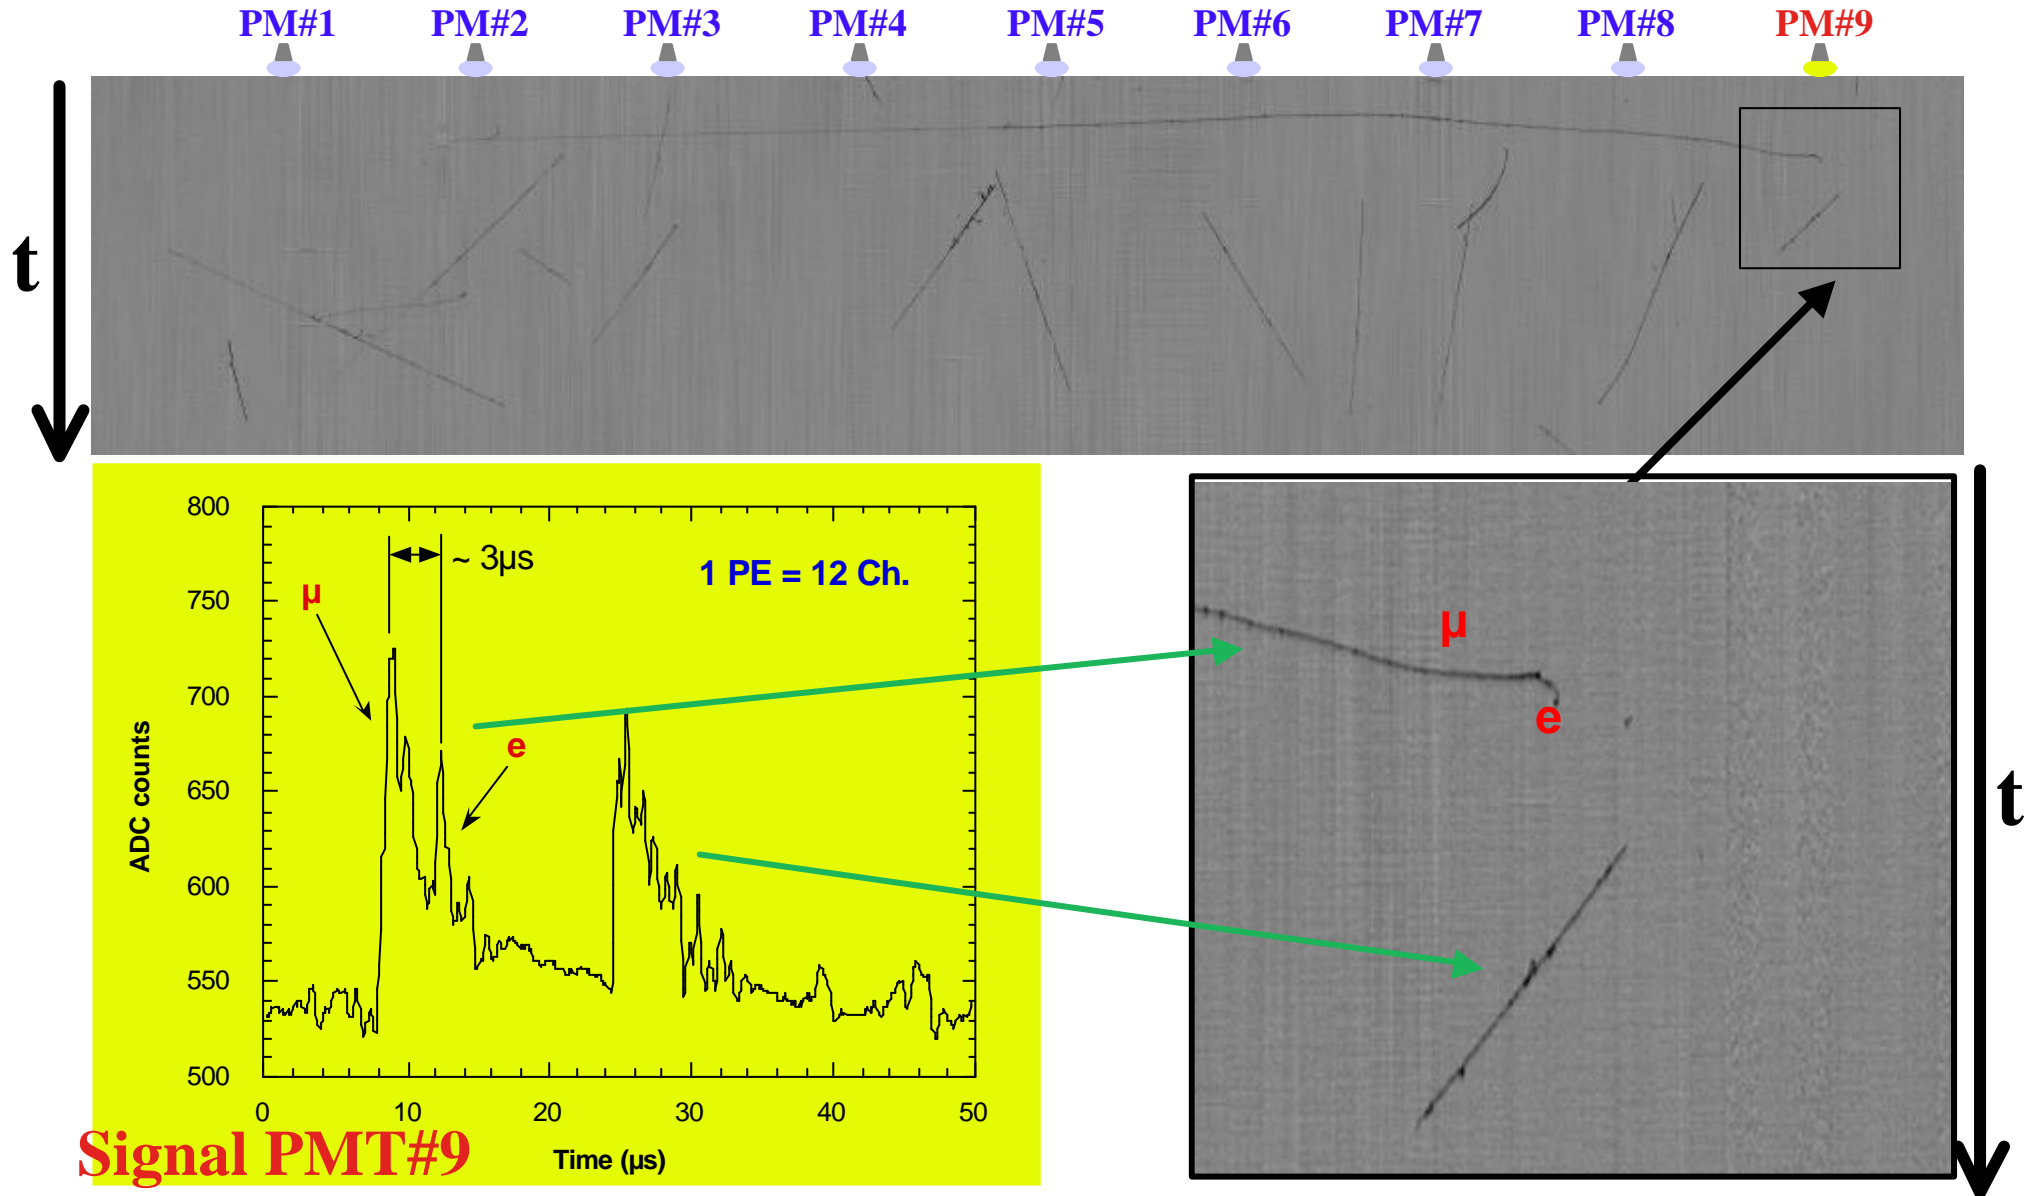 PM#1 PM#2 PM#3 PM#4 PM#5 PM#6 PM#7 PM#8 PM#9
t
800
750
700
650
600
550
500
ADC counts
~ 3µs
1 PE = 12 Ch.
µ
e
0 10 20 30 40 50
Time (µs)
Signal PMT#9
µ
e
t